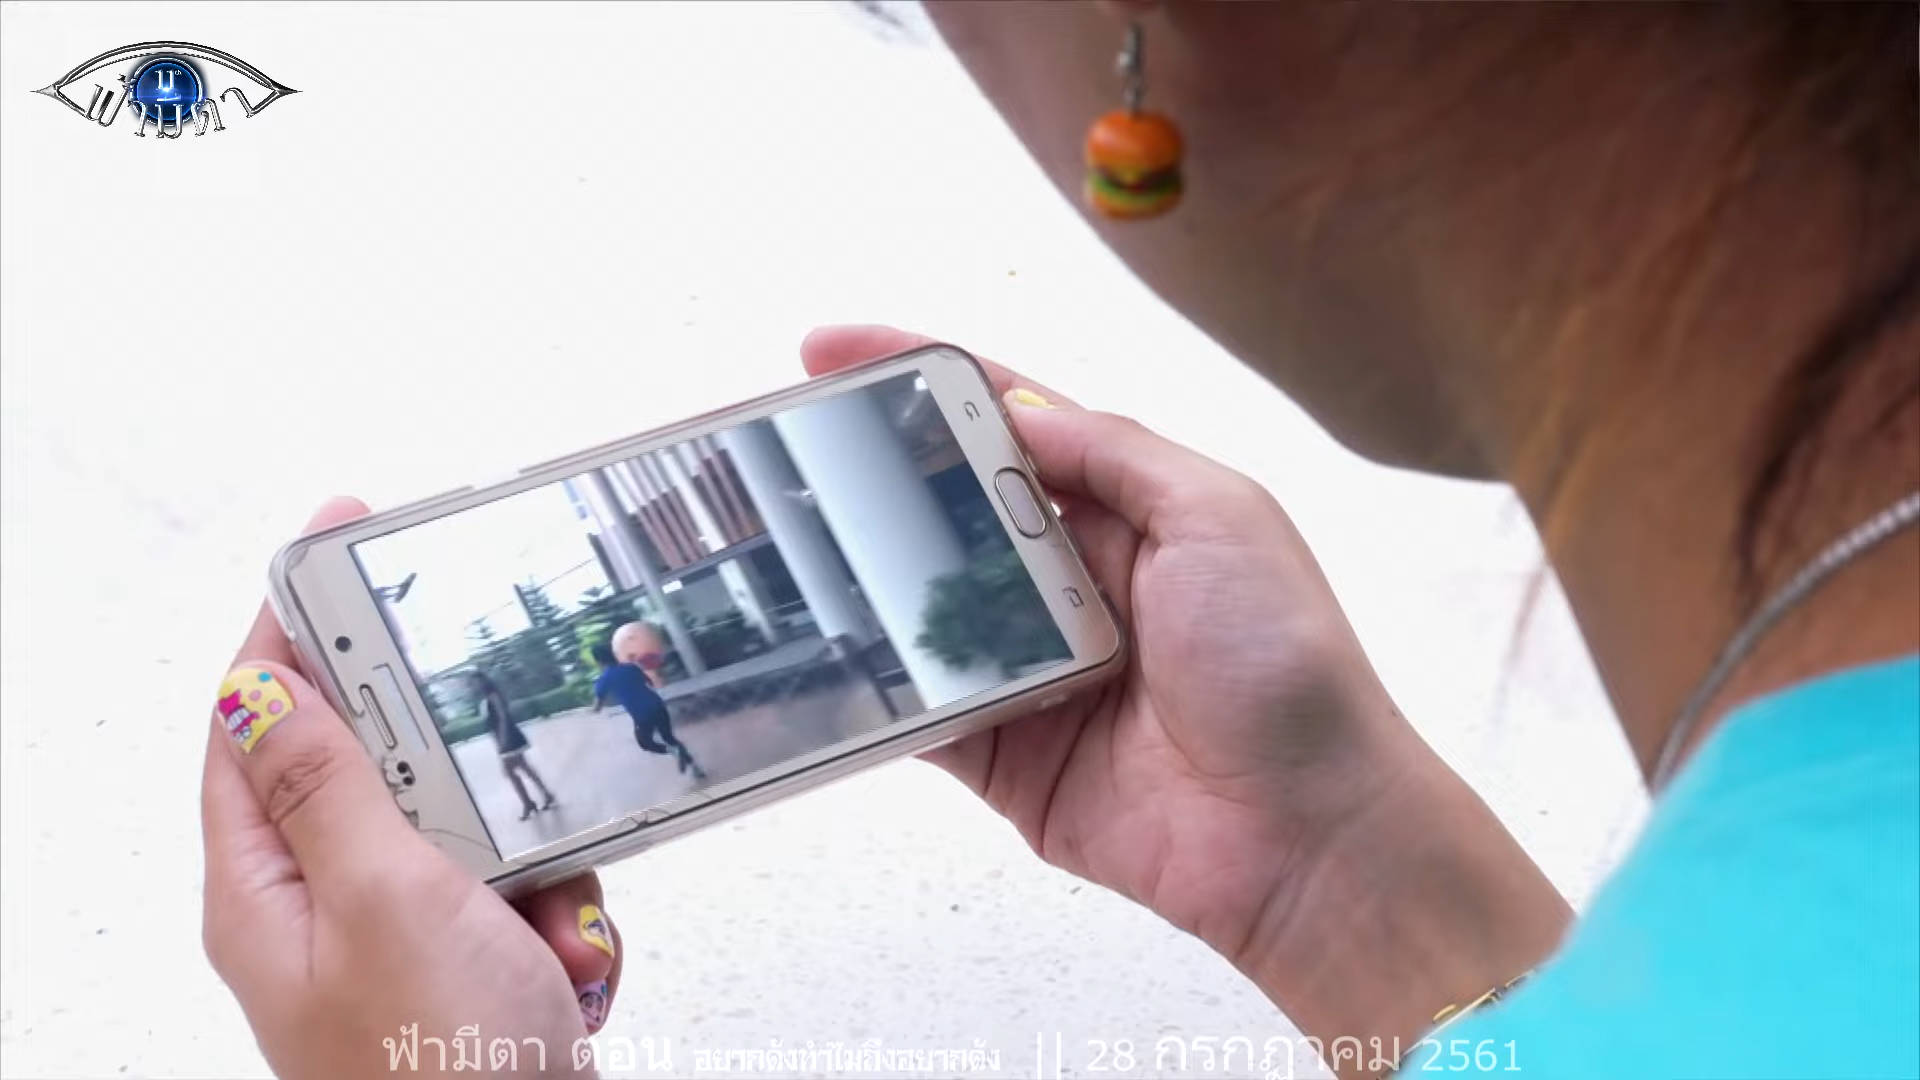 11th
ฟ้ามีตา
ฟ้ามีตา ตอน อยากดังทำไมถึงอยากดัง || 28 กรกฎาคม 2561